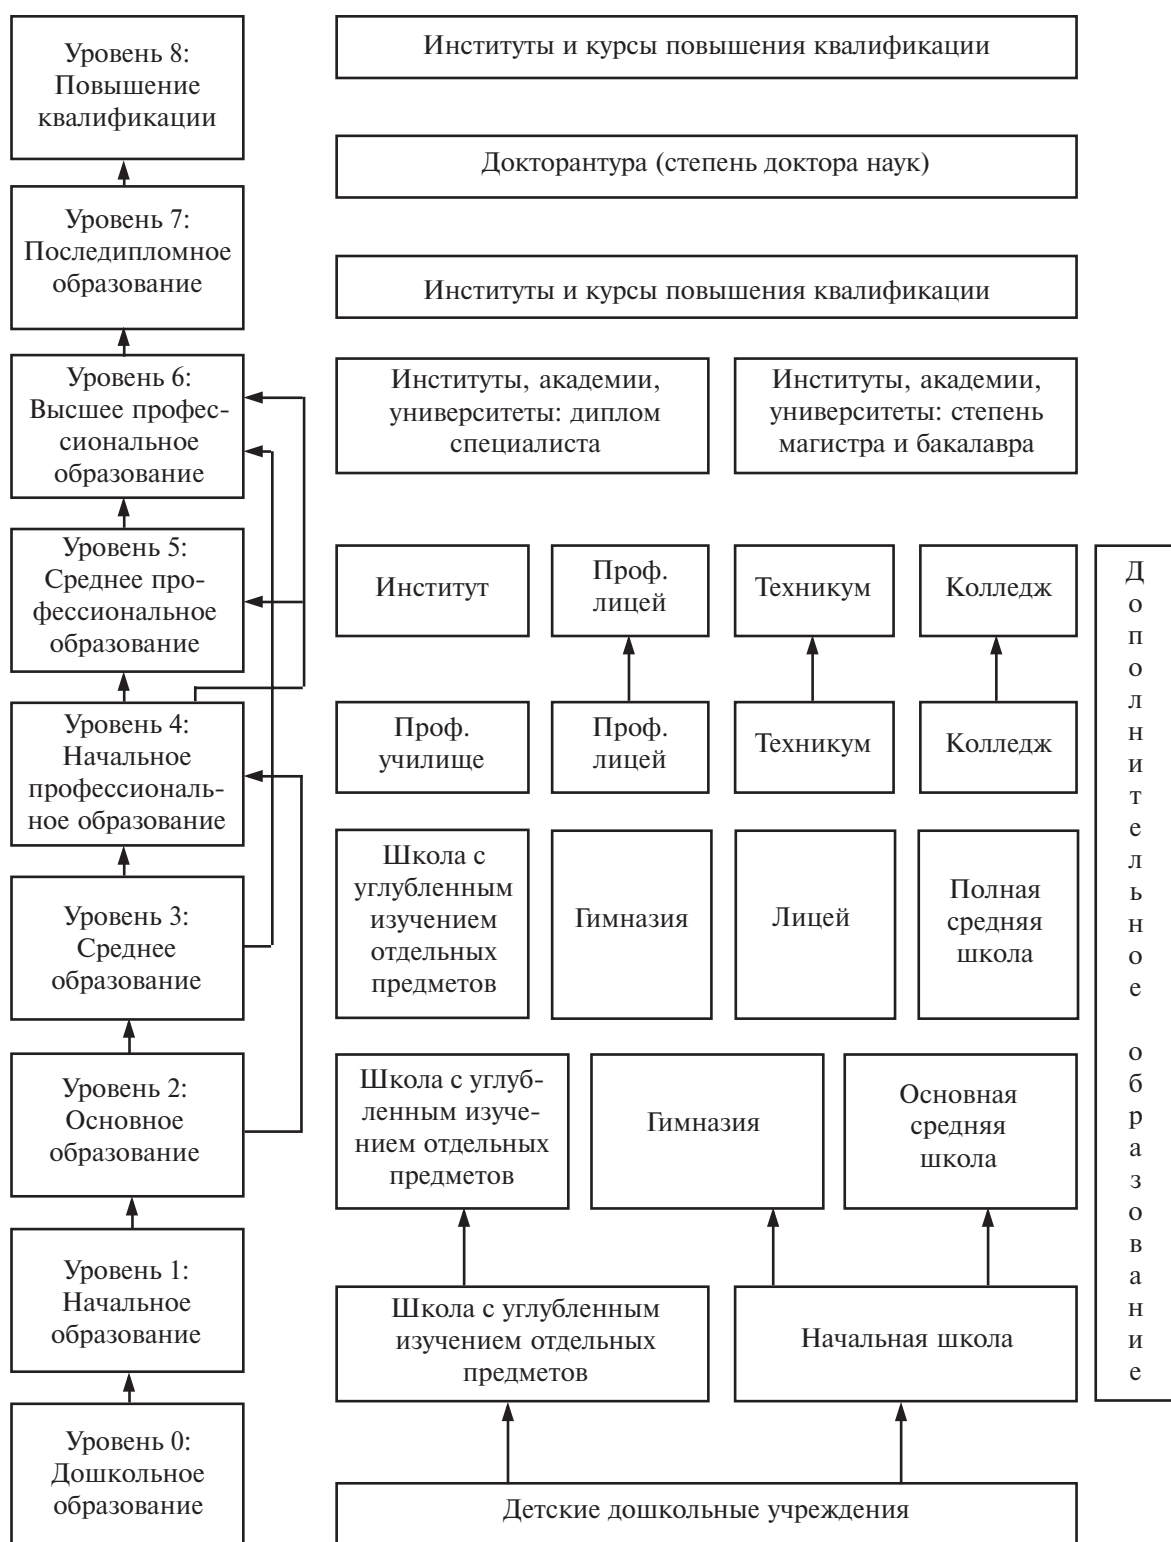 Уровень 8:
Повышение
квалификации
Институты и курсы повышения квалификации
Докторантура (степень доктора наук)
Уровень 7:
Последипломное
образование
Институты и курсы повышения квалификации
Уровень 6:
Высшее профес-
сиональное
образование
Институты, академии,
университеты: диплом
специалиста
Институты, академии,
университеты: степень
магистра и бакалавра
Уровень 5:
Среднее про-
фессиональное
образование
Институт
Проф.
лицей
Техникум
Колледж
Уровень 4:
Начальное
профессиональ-
ное образование
Проф.
училище
Проф.
лицей
Техникум
Колледж
Уровень 3:
Среднее
образование
Школа с
углубленным
изучением
отдельных
предметов
Гимназия
Лицей
Полная
средняя
школа
Уровень 2:
Основное
образование
Школа с углуб-
ленным изуче-
нием отдельных
предметов
Гимназия
Основная
средняя
школа
Уровень 1:
Начальное
образование
Школа с углубленным
изучением отдельных
предметов
Начальная школа
Уровень 0:
Дошкольное
образование
Детские дошкольные учреждения
Дополнительное образование